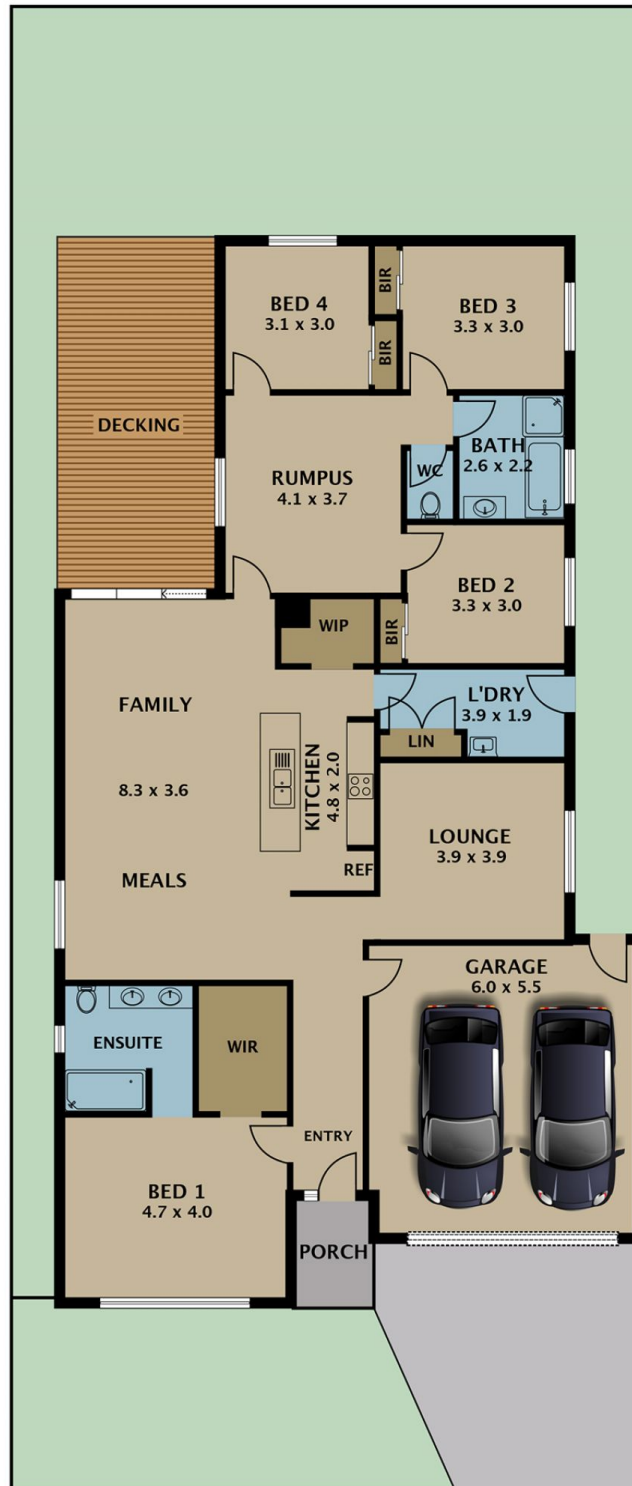 BED 4
3.1 x 3.0
BIR
BIR
BED 3
3.3 x 3.0
DECKING
RUMPUS
4.1 x 3.7
WC
BATH
2.6 x 2.2
BED 2
3.3 x 3.0
BIR
WIP
FAMILY
8.3 x 3.6
MEALS
KITCHEN
4.8 x 2.0
REF
L'DRY
3.9 x 1.9
LIN
LOUNGE
3.9 x 3.9
GARAGE
6.0 x 5.5
ENSUITE
WIR
ENTRY
BED 1
4.7 x 4.0
PORCH